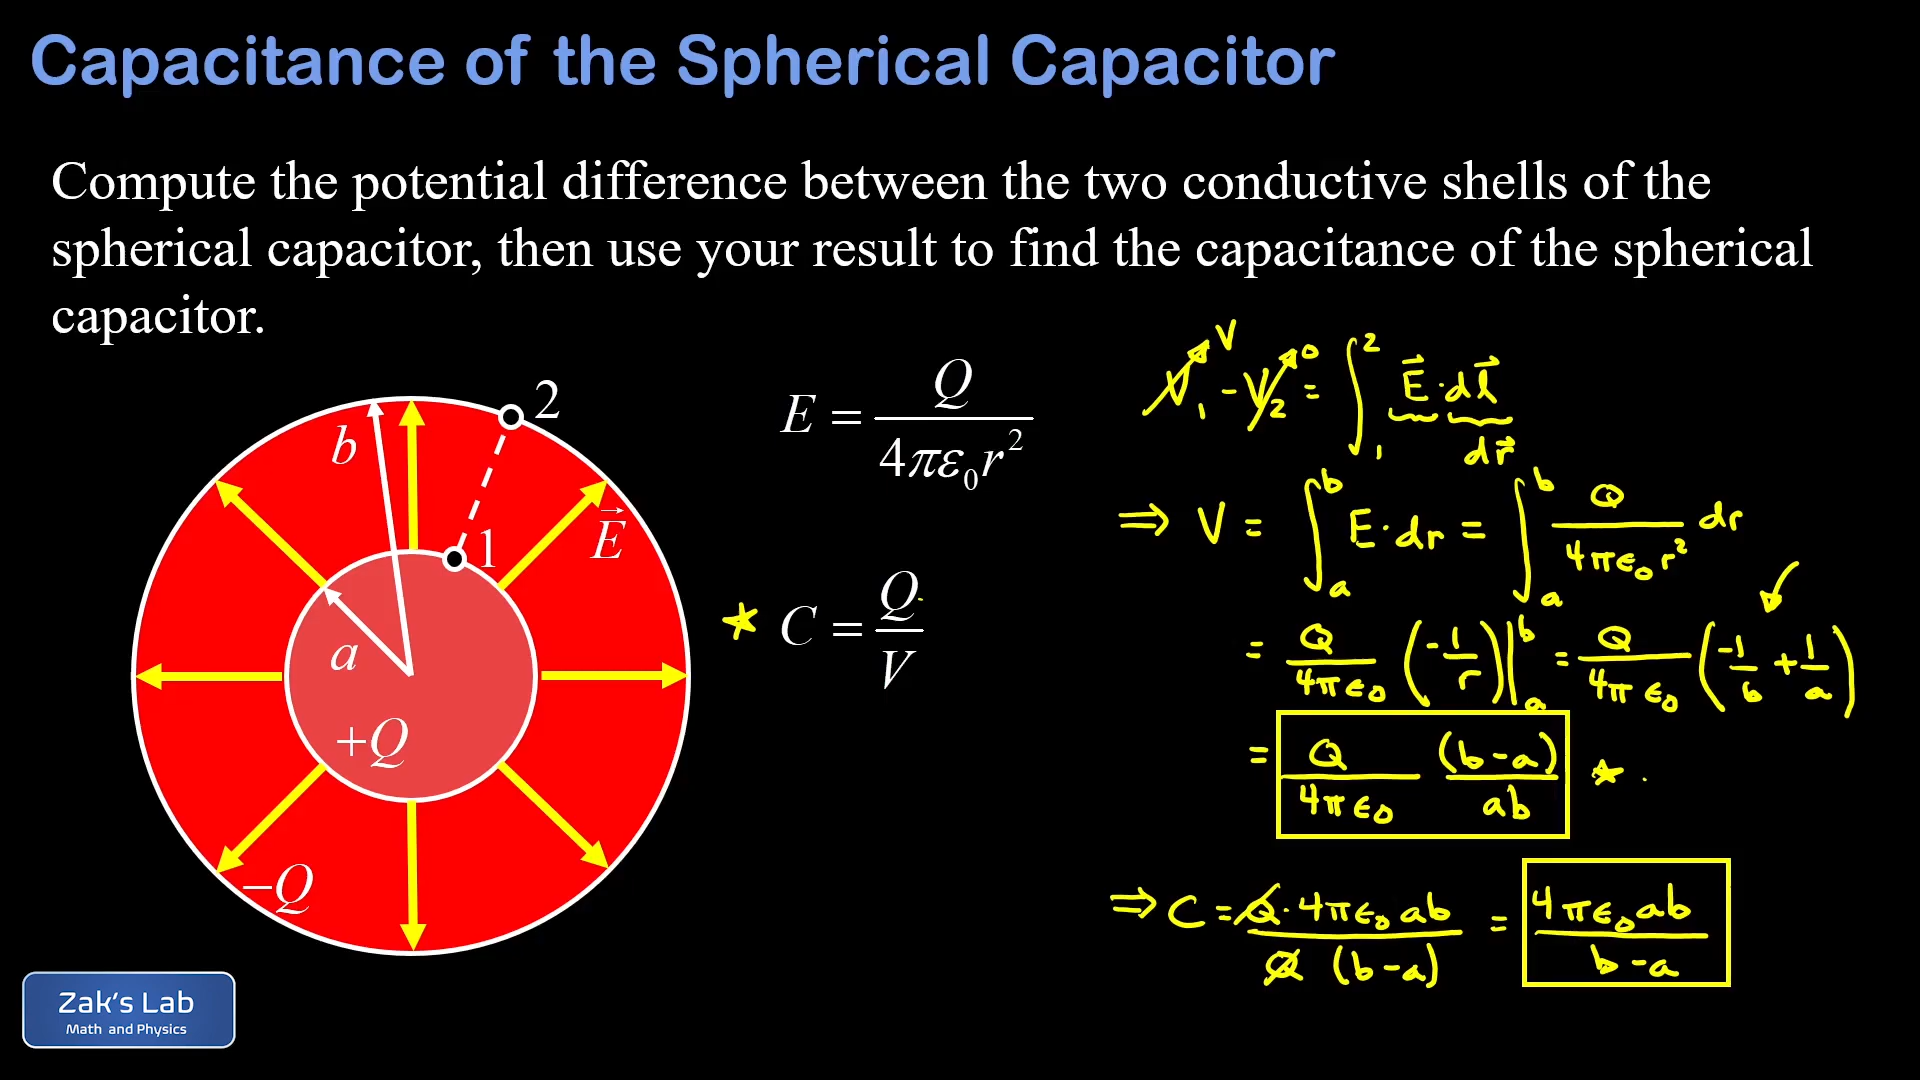 Capacitance of the Spherical Capacitor
Compute the potential difference between the two conductive shells of the
spherical capacitor, then use your result to find the capacitance of the spherical
capacitor.
2
b
1
E⃗
a
+Q
−Q
E = Q / 4πε₀r²
★ C = Q / V
V₁ → V − V₂ → 0 = ∫₁² E⃗ · dl⃗
dr⃗
⇒ V = ∫ₐᵇ E · dr = ∫ₐᵇ Q / 4πε₀r² dr
= Q / 4πε₀ (−1/r) |ₐᵇ = Q / 4πε₀ (−1/b + 1/a)
= Q / 4πε₀ (b−a) / ab ★
⇒ C = Q · 4πε₀ab / Q (b−a) = 4πε₀ab / b−a
Zak's Lab
Math and Physics